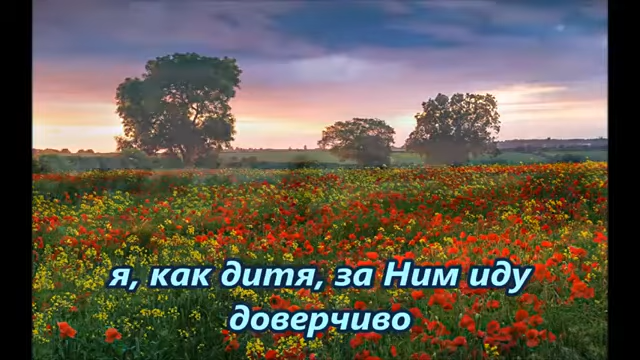 я, как дитя, за Ним иду
доверчиво